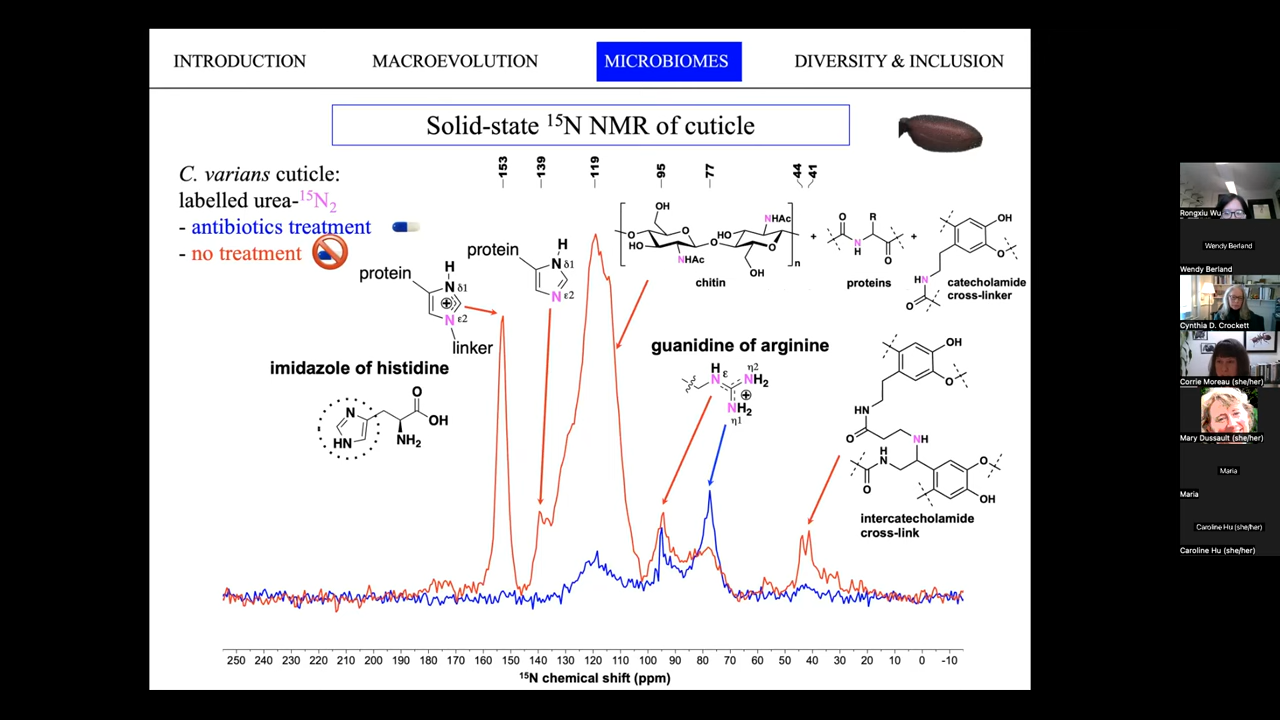 INTRODUCTION MACROEVOLUTION MICROBIOMES DIVERSITY & INCLUSION
Solid-state ¹⁵N NMR of cuticle
C. varians cuticle:
labelled urea-¹⁵N₂
- antibiotics treatment
- no treatment
153 139 119 95 77 44 41
protein
H
N δ1
N ε2
linker
protein
H
N δ1
N ε2
imidazole of histidine
N
HN
O
OH
NH₂
OH
O
HO
NHAc
O
HO
NHAc
O
O
OH
n
chitin
+
O
N
H
R
O
proteins
+
OH
O
HN
O
catecholamide
cross-linker
guanidine of arginine
H
N ε
η2
NH₂
NH₂
η1
OH
O
HN
O
NH
H
N
O
O
OH
intercatecholamide
cross-link
250 240 230 220 210 200 190 180 170 160 150 140 130 120 110 100 90 80 70 60 50 40 30 20 10 0 -10
¹⁵N chemical shift (ppm)
Rongxiu Wu
Wendy Berland
Wendy Berland
Cynthia D. Crockett
Corrie Moreau (she/her)
Mary Dussault (she/her)
Maria
Maria
Caroline Hu (she/her)
Caroline Hu (she/her)